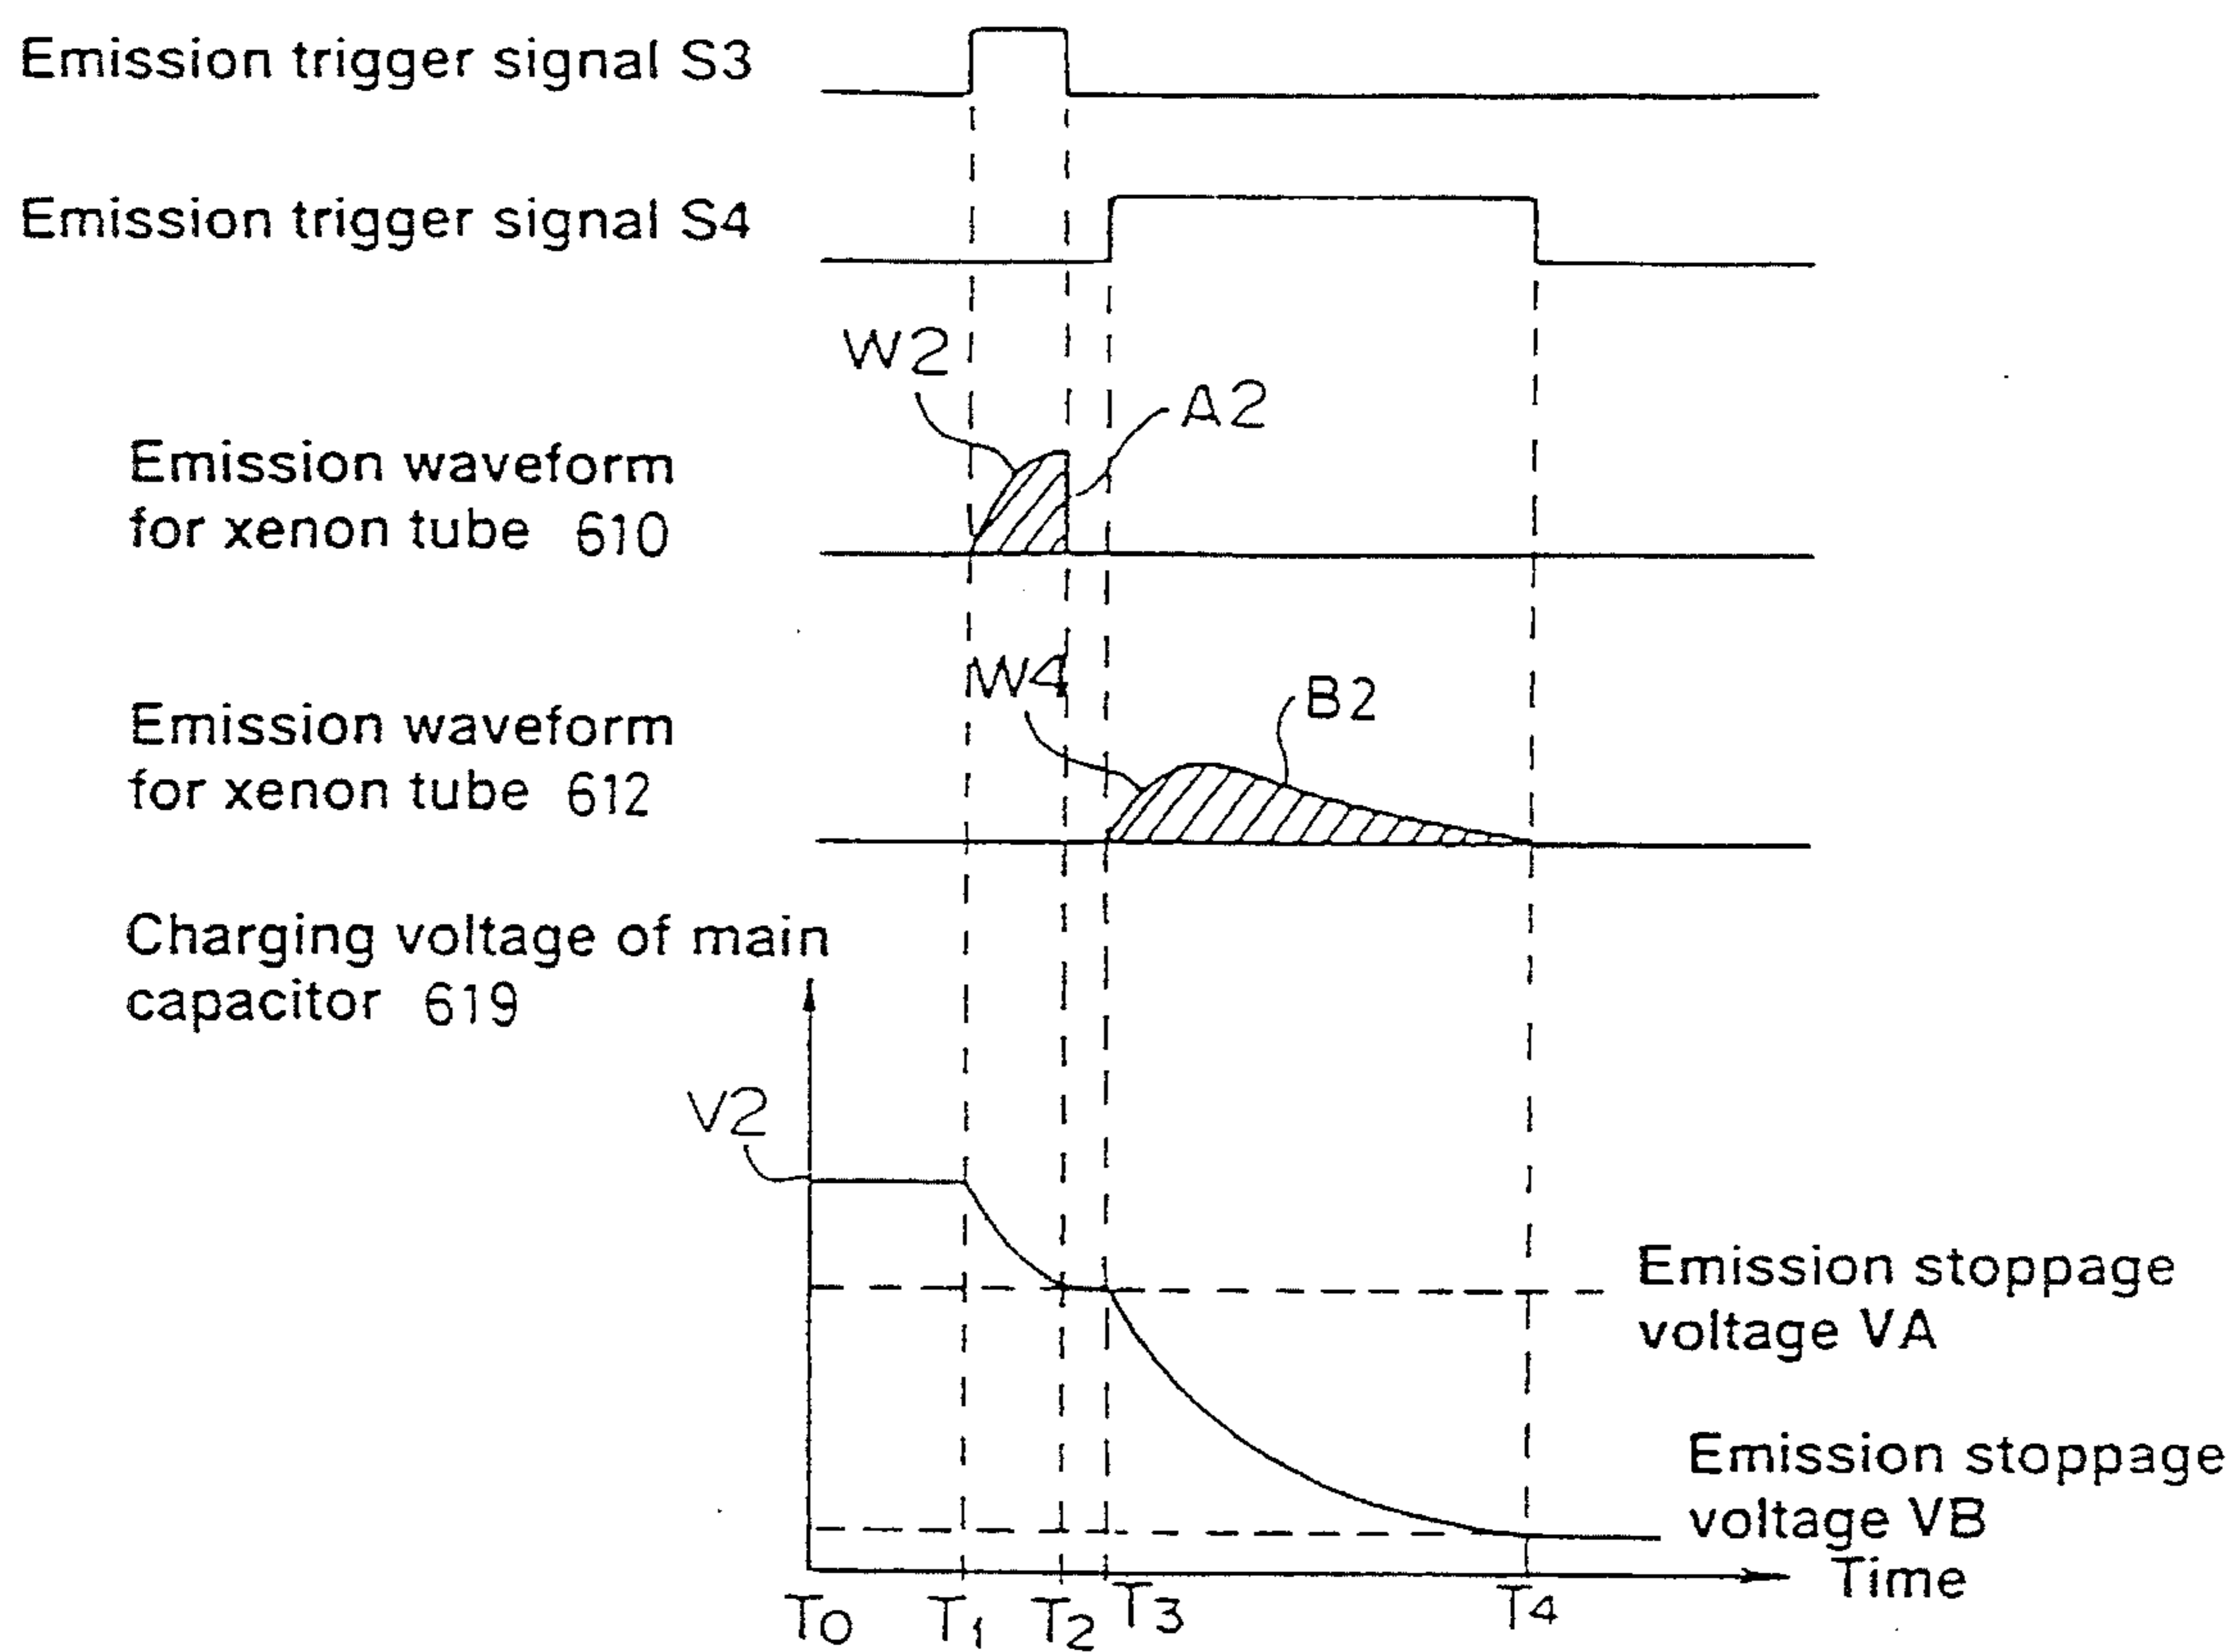 Emission trigger signal S3
Emission trigger signal S4
W2
A2
Emission waveform
for xenon tube 610
W4
B2
Emission waveform
for xenon tube 612
Charging voltage of main
capacitor 619
V2
Emission stoppage
voltage VA
Emission stoppage
voltage VB
Time
T0 T1 T2 T3 T4